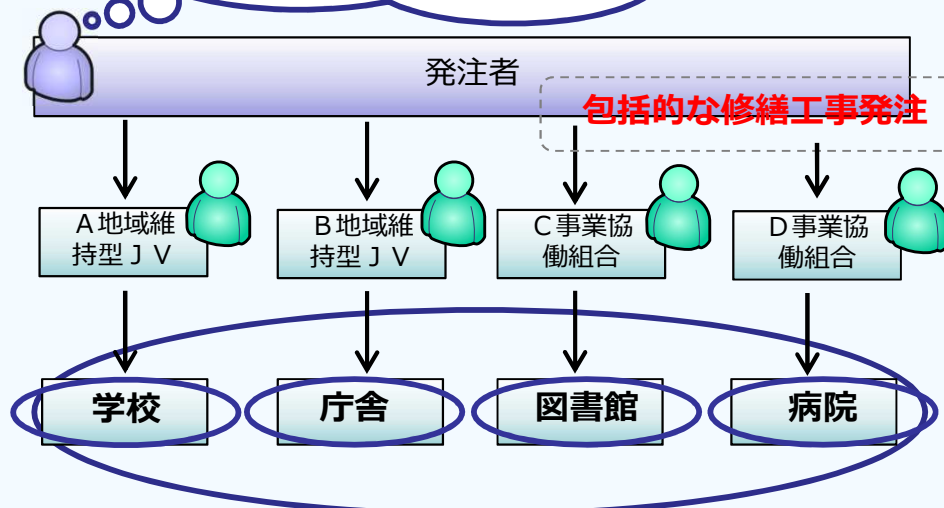 発注者
包括的な修繕工事発注
Ａ地域維
持型ＪＶ
Ｂ地域維
持型ＪＶ
Ｃ事業協
働組合
Ｄ事業協
働組合
学校
庁舎
図書館
病院